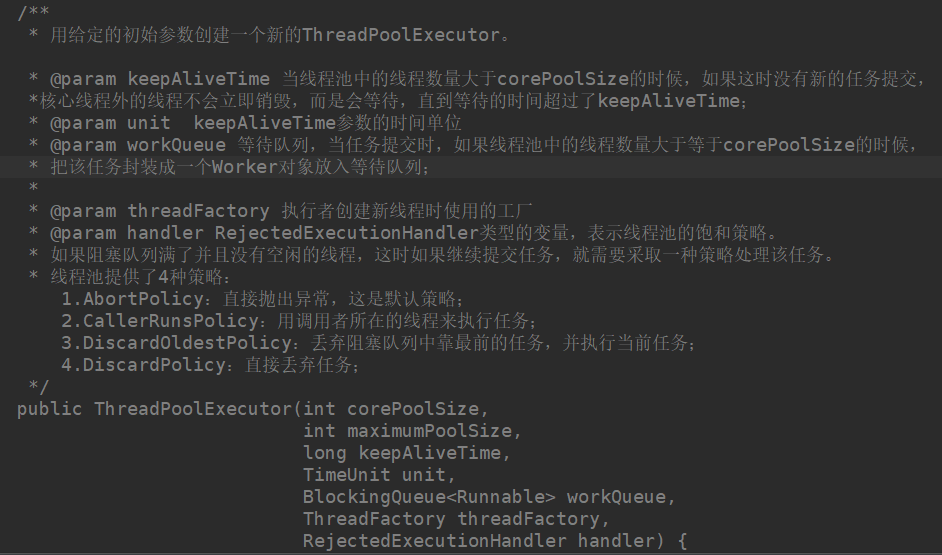 /**
* 用给定的初始参数创建一个新的ThreadPoolExecutor。
* @param keepAliveTime 当线程池中的线程数量大于corePoolSize的时候，如果这时没有新的任务提交，
*核心线程外的线程不会立即销毁，而是会等待，直到等待的时间超过了keepAliveTime；
* @param unit  keepAliveTime参数的时间单位
* @param workQueue 等待队列，当任务提交时，如果线程池中的线程数量大于等于corePoolSize的时候，
* 把该任务封装成一个Worker对象放入等待队列；
*
* @param threadFactory 执行者创建新线程时使用的工厂
* @param handler RejectedExecutionHandler类型的变量，表示线程池的饱和策略。
* 如果阻塞队列满了并且没有空闲的线程，这时如果继续提交任务，就需要采取一种策略处理该任务。
* 线程池提供了4种策略：
1.AbortPolicy：直接抛出异常，这是默认策略；
2.CallerRunsPolicy：用调用者所在的线程来执行任务；
3.DiscardOldestPolicy：丢弃阻塞队列中靠最前的任务，并执行当前任务；
4.DiscardPolicy：直接丢弃任务；
*/
public ThreadPoolExecutor(int corePoolSize,
int maximumPoolSize,
long keepAliveTime,
TimeUnit unit,
BlockingQueue<Runnable> workQueue,
ThreadFactory threadFactory,
RejectedExecutionHandler handler) {